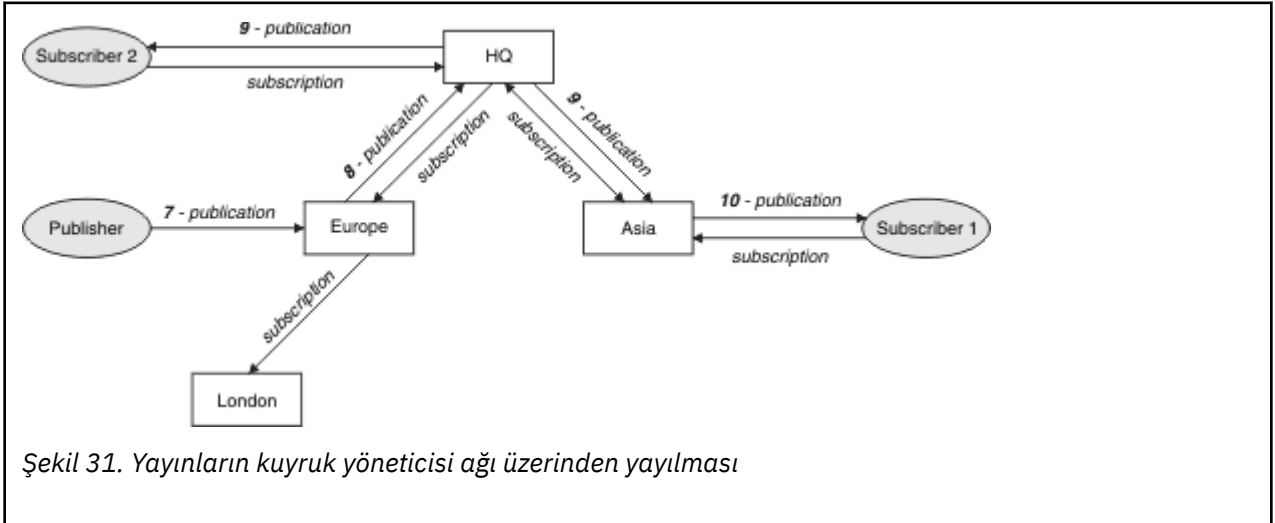 9 - publication
Subscriber 2
HQ
subscription
8 - publication
subscription
9 - publication
subscription
Publisher
7 - publication
Europe
Asia
10 - publication
Subscriber 1
subscription
subscription
London
Şekil 31. Yayınların kuyruk yöneticisi ağı üzerinden yayılması